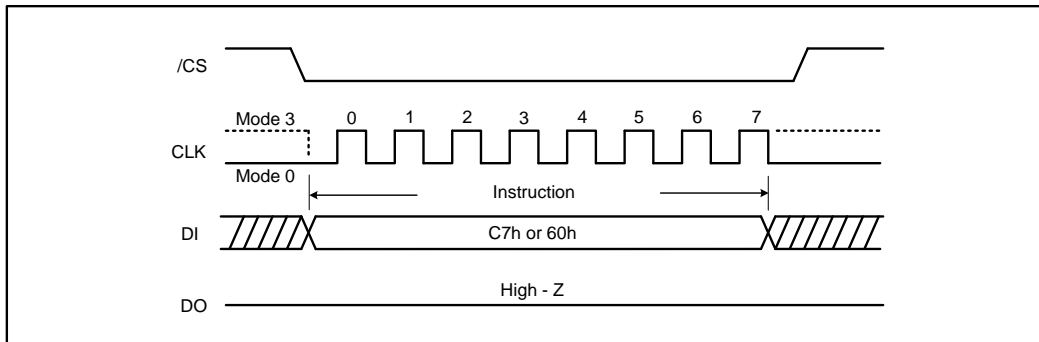 /CS
Mode 3 0 1 2 3 4 5 6 7
CLK
Mode 0
Instruction
DI C7h or 60h
High - Z
DO